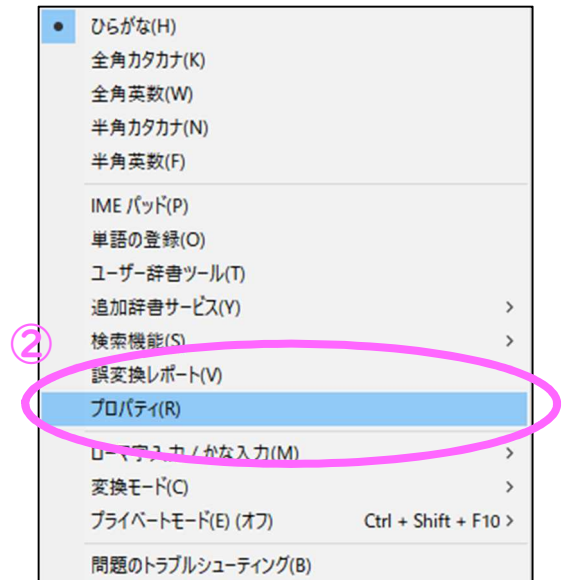 ● ひらがな(H)
全角カタカナ(K)
全角英数(W)
半角カタカナ(N)
半角英数(F)
IME パッド(P)
単語の登録(O)
ユーザー辞書ツール(T)
追加辞書サービス(Y) >
② 検索機能(S) >
誤変換レポート(V)
プロパティ(R)
ローマ字入力 / かな入力(M) >
変換モード(C) >
プライベートモード(E) (オフ) Ctrl + Shift + F10 >
問題のトラブルシューティング(B)